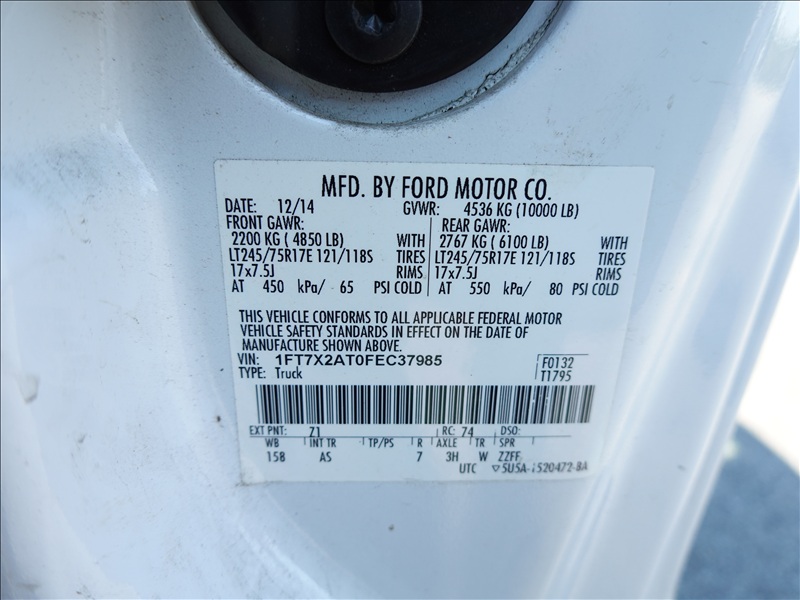 MFD. BY FORD MOTOR CO.
DATE: 12/14 GVWR: 4536 KG (10000 LB)
FRONT GAWR: REAR GAWR:
2200 KG ( 4850 LB) WITH 2767 KG ( 6100 LB) WITH
LT245/75R17E 121/118S TIRES LT245/75R17E 121/118S TIRES
17x7.5J RIMS 17x7.5J RIMS
AT 450 kPa/ 65 PSI COLD AT 550 kPa/ 80 PSI COLD
THIS VEHICLE CONFORMS TO ALL APPLICABLE FEDERAL MOTOR
VEHICLE SAFETY STANDARDS IN EFFECT ON THE DATE OF
MANUFACTURE SHOWN ABOVE.
VIN: 1FT7X2AT0FEC37985 F0132
TYPE: Truck T1795
EXT PNT: Z1 RC: 74 DSO:
WB INT TR TP/PS R AXLE TR SPR
158 AS 7 3H W ZZFF
UTC ▽5U5A-1520472-BA